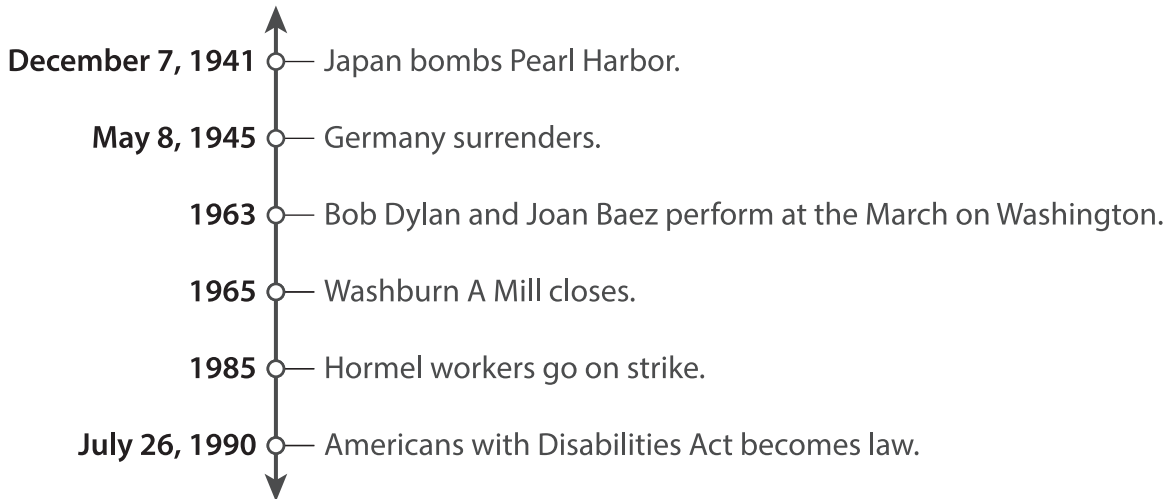 December 7, 1941 Japan bombs Pearl Harbor.
May 8, 1945 Germany surrenders.
1963 Bob Dylan and Joan Baez perform at the March on Washington.
1965 Washburn A Mill closes.
1985 Hormel workers go on strike.
July 26, 1990 Americans with Disabilities Act becomes law.